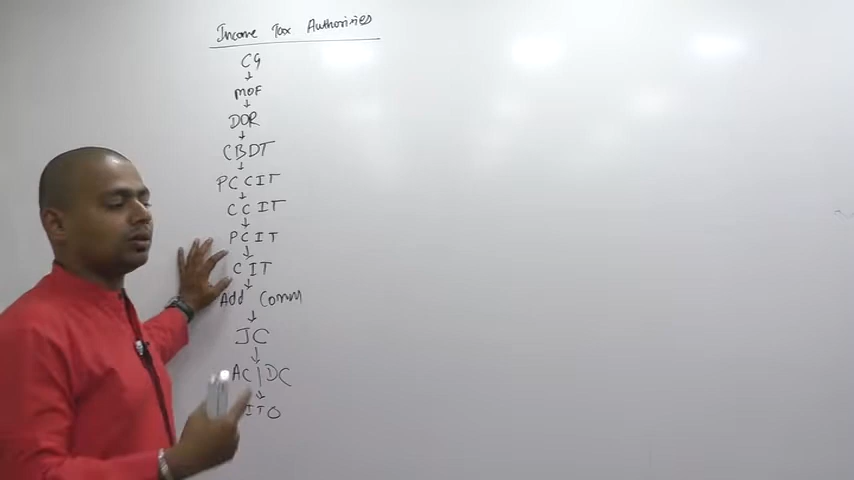 Income Tax Authorities
CG
MOF
DOR
CBDT
PCCIT
CCIT
PCIT
CIT
Add Comm
JC
AC | DC
ITO